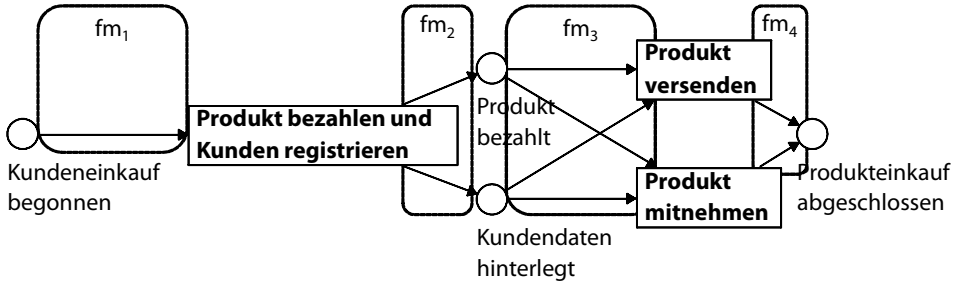 fm1
fm2
fm3
fm4
Produkt
versenden
Produkt
bezahlt
Produkt bezahlen und
Kunden registrieren
Kundeneinkauf
begonnen
Produkteinkauf
abgeschlossen
Produkt
mitnehmen
Kundendaten
hinterlegt